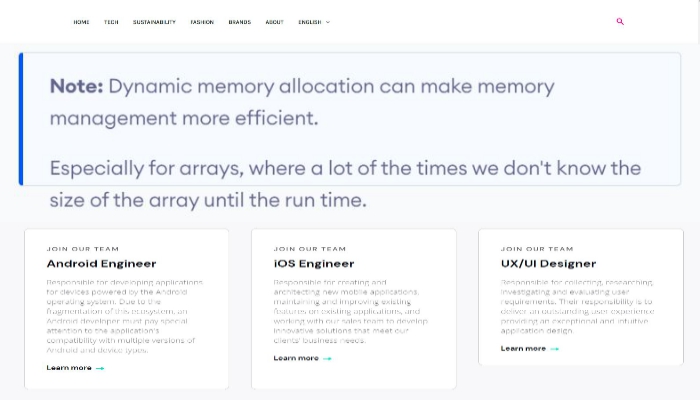 HOME TECH SUSTAINABILITY FASHION BRANDS ABOUT ENGLISH
Note: Dynamic memory allocation can make memory
management more efficient.
Especially for arrays, where a lot of the times we don't know the
size of the array until the run time.
JOIN OUR TEAM
Android Engineer
Responsible for developing applications
for devices powered by the Android
operating system. Due to the
fragmentation of this ecosystem, an
Android developer must pay special
attention to the application's
compatibility with multiple versions of
Android and device types.
Learn more →
JOIN OUR TEAM
iOS Engineer
Responsible for creating and
architecting new mobile applications,
maintaining and improving existing
features on existing applications, and
working with our sales team to develop
innovative solutions that meet our
clients' business needs.
Learn more →
JOIN OUR TEAM
UX/UI Designer
Responsible for collecting, researching,
investigating and evaluating user
requirements. Their responsibility is to
deliver an outstanding user experience
providing an exceptional and intuitive
application design.
Learn more →